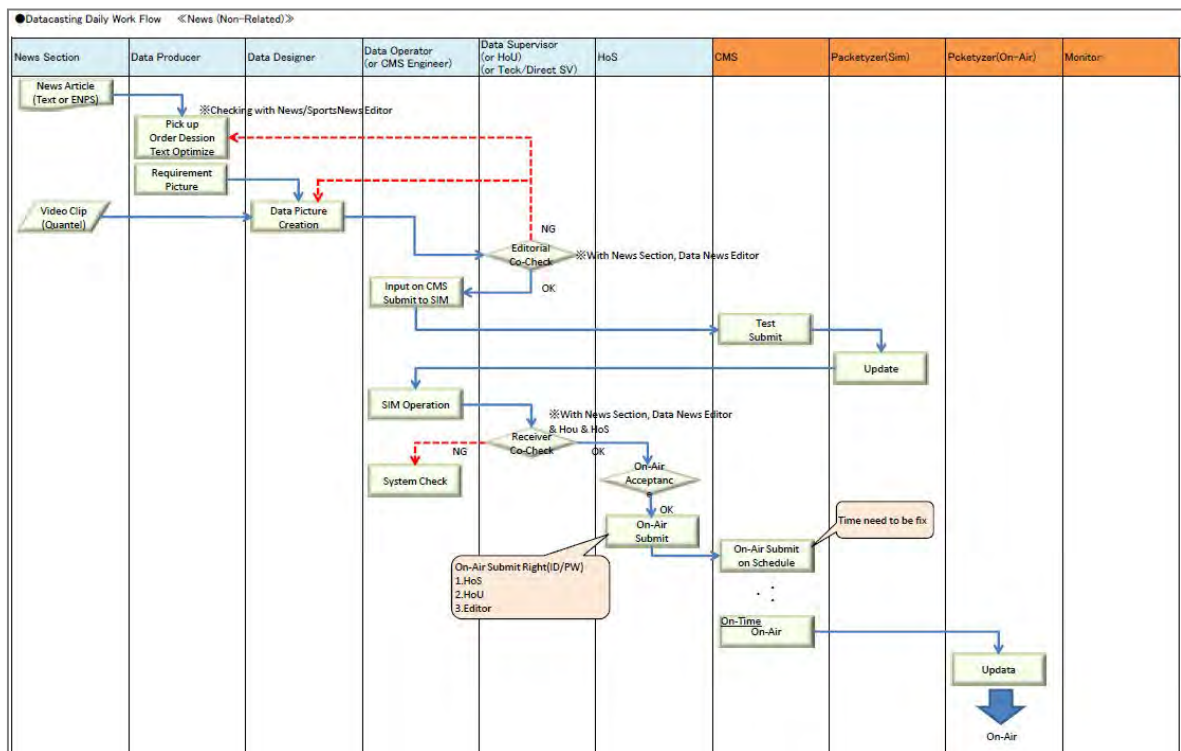 ●Datacasting Daily Work Flow ≪News (Non-Related)≫
News Section
Data Producer
Data Designer
Data Operator
(or CMS Engineer)
Data Supervisor
(or HoU)
(or Teck/Direct SV)
HoS
CMS
Packetyzer(Sim)
Pcketyzer(On-Air)
Monitor
News Article
(Text or ENPS)
※Checking with News/SportsNews Editor
Pick up
Order Dession
Text Optimize
Requirement
Picture
Video Clip
(Quantel)
Data Picture
Creation
NG
Editorial
Co-Check
※With News Section, Data News Editor
OK
Input on CMS
Submit to SIM
Test
Submit
Update
SIM Operation
※With News Section, Data News Editor
& Hou & HoS
Receiver
Co-Check
NG
OK
System Check
On-Air
Acceptanc
e
OK
On-Air
Submit
Time need to be fix
On-Air Submit
on Schedule
On-Air Submit Right(ID/PW)
1.HoS
2.HoU
3.Editor
On-Time
On-Air
Updata
On-Air